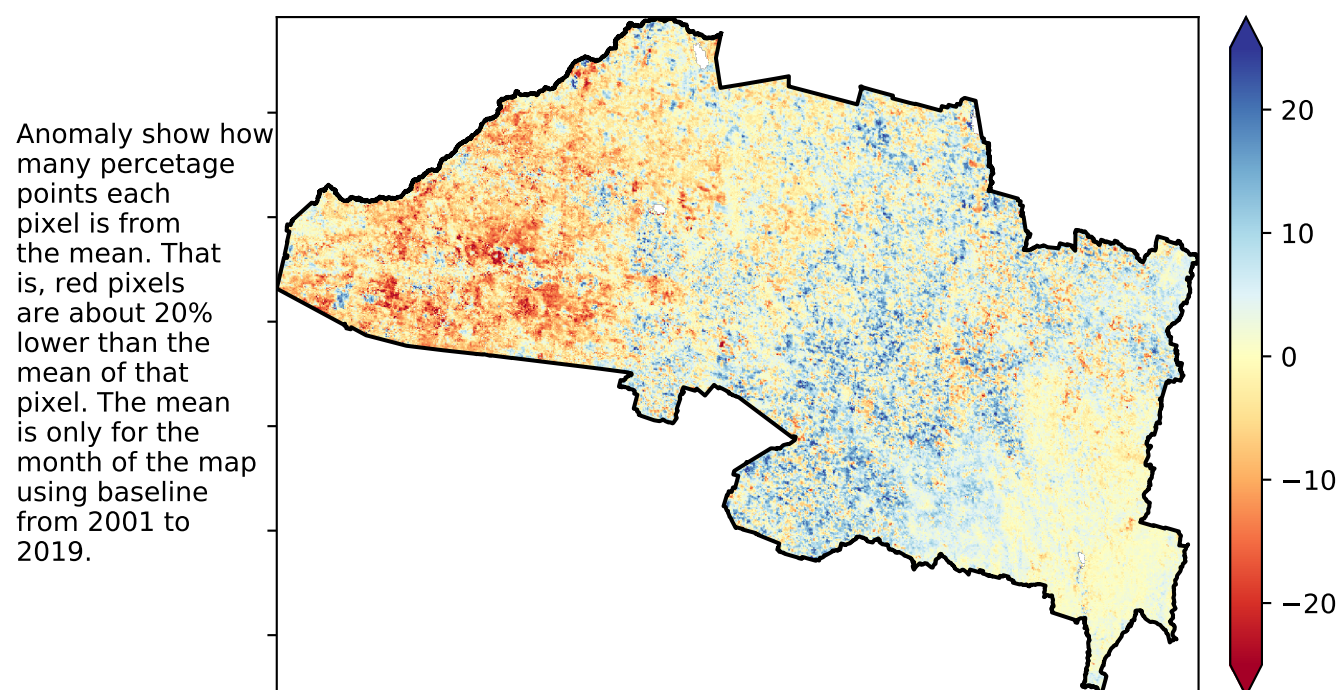 Anomaly show how
many percetage
points each
pixel is from
the mean. That
is, red pixels
are about 20%
lower than the
mean of that
pixel. The mean
is only for the
month of the map
using baseline
from 2001 to
2019.
20
10
0
−10
−20